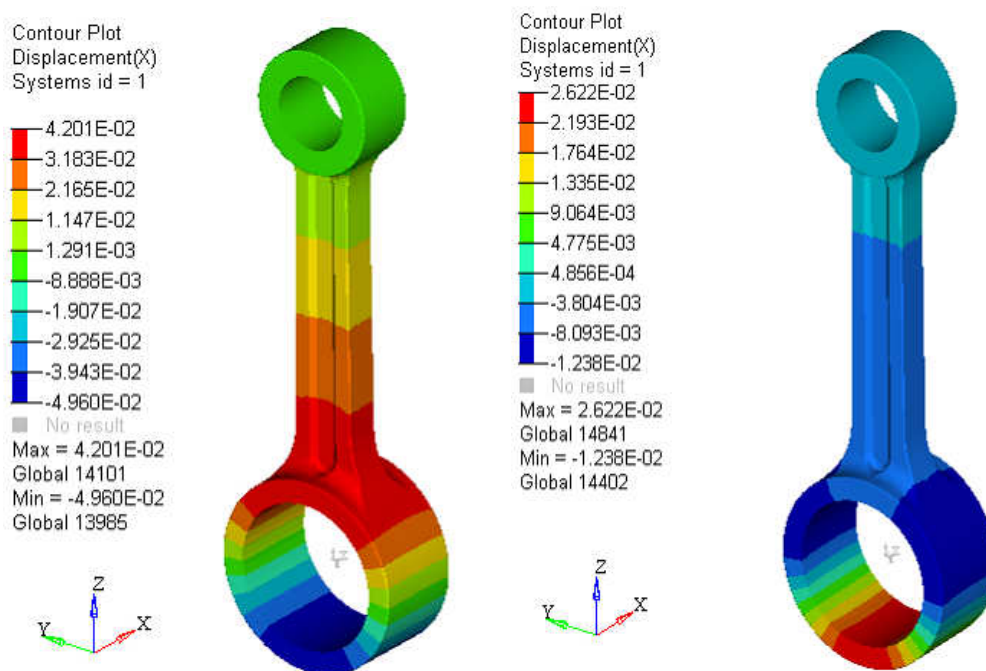 Contour Plot
Displacement(X)
Systems id = 1
4.201E-02
3.183E-02
2.165E-02
1.147E-02
1.291E-03
-8.888E-03
-1.907E-02
-2.925E-02
-3.943E-02
-4.960E-02
No result
Max = 4.201E-02
Global 14101
Min = -4.960E-02
Global 13985
Z
Y
X
Contour Plot
Displacement(X)
Systems id = 1
2.622E-02
2.193E-02
1.764E-02
1.335E-02
9.064E-03
4.775E-03
4.856E-04
-3.804E-03
-8.093E-03
-1.238E-02
No result
Max = 2.622E-02
Global 14841
Min = -1.238E-02
Global 14402
Z
Y
X